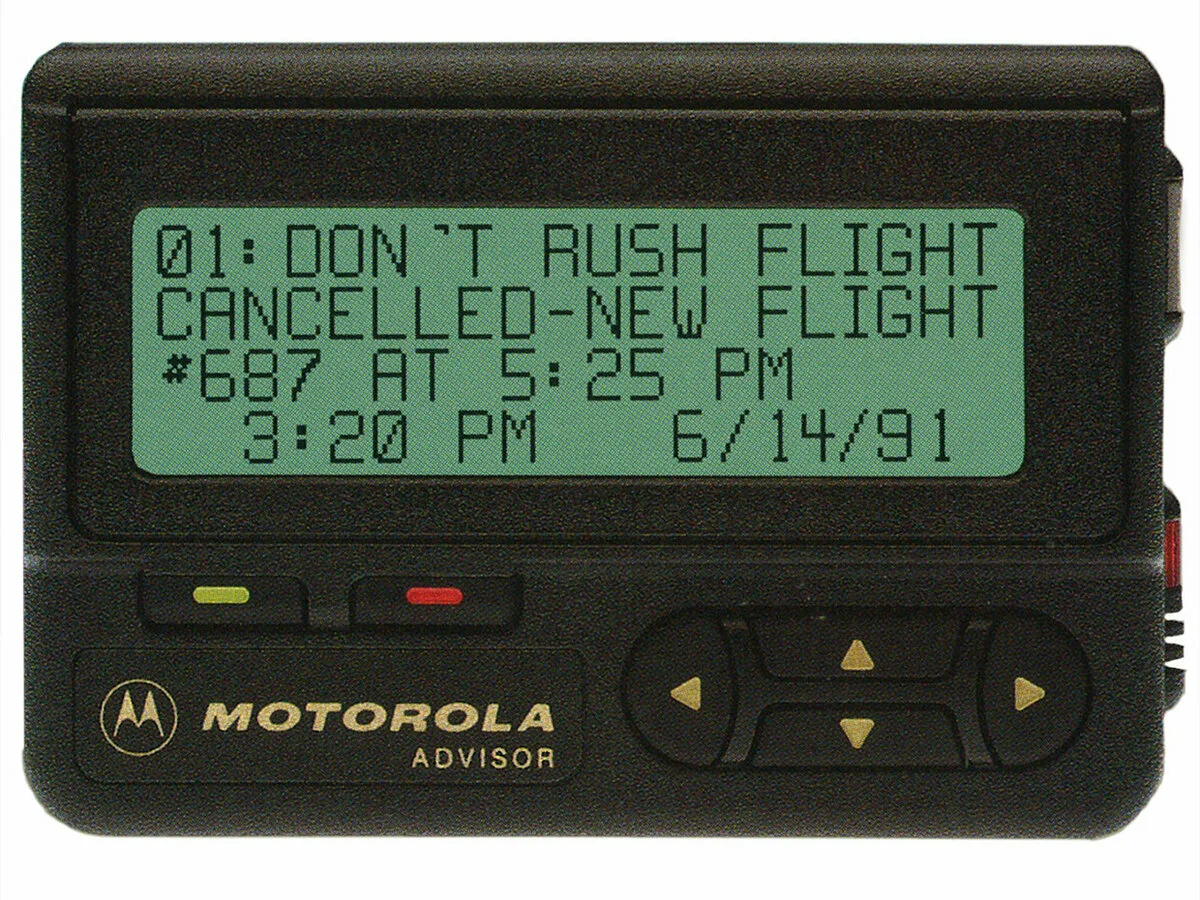 01: DON'T RUSH FLIGHT
CANCELLED-NEW FLIGHT
#687 AT 5:25 PM
3:20 PM 6/14/91
MOTOROLA
ADVISOR